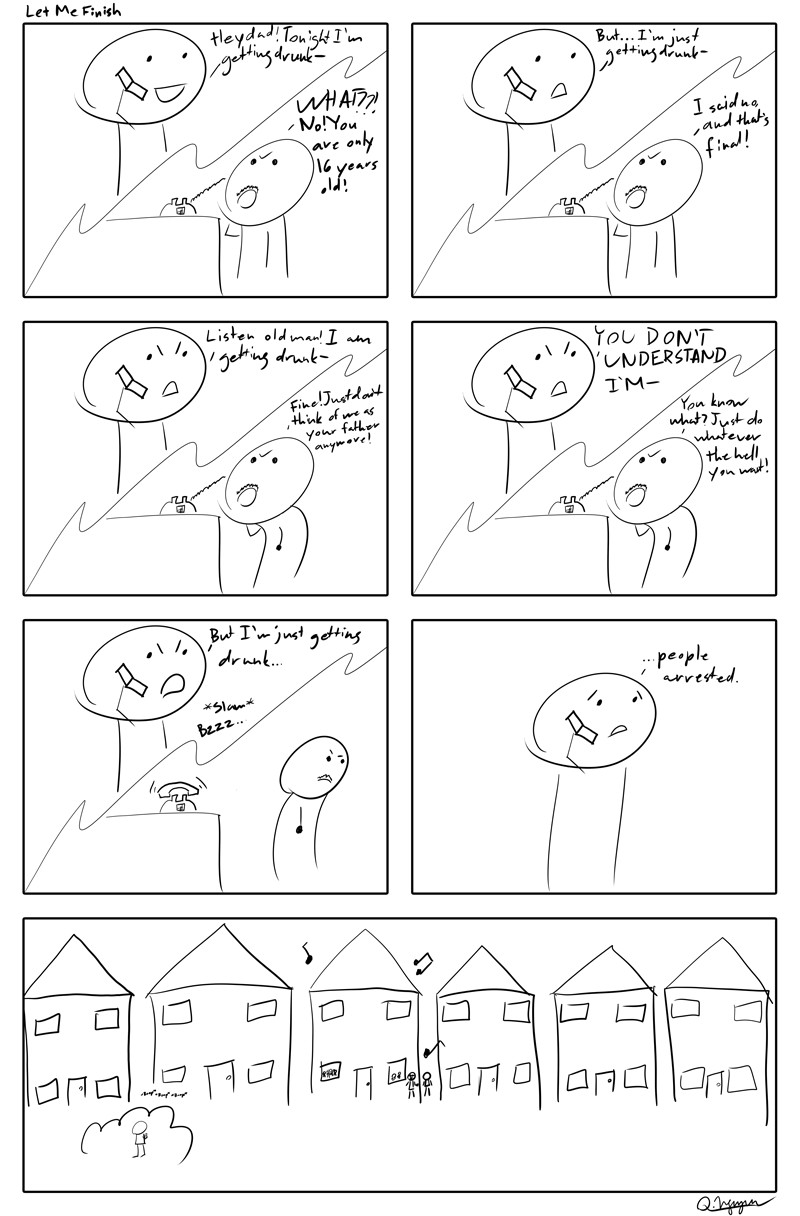 Let Me Finish
Hey dad! Tonight I'm
getting drunk—
WHAT??!
No! You
are only
16 years
old!
But... I'm just
getting drunk—
I said no,
and that's
final!
Listen old man! I am
getting drunk—
Fine! Just don't
think of me as
your father
anymore!
YOU DON'T
UNDERSTAND
I'M—
You know
what? Just do
whatever
the hell
you want!
But I'm just getting
drunk...
*Slam*
Bzzz...
...people
arrested.
Q. Nguyen